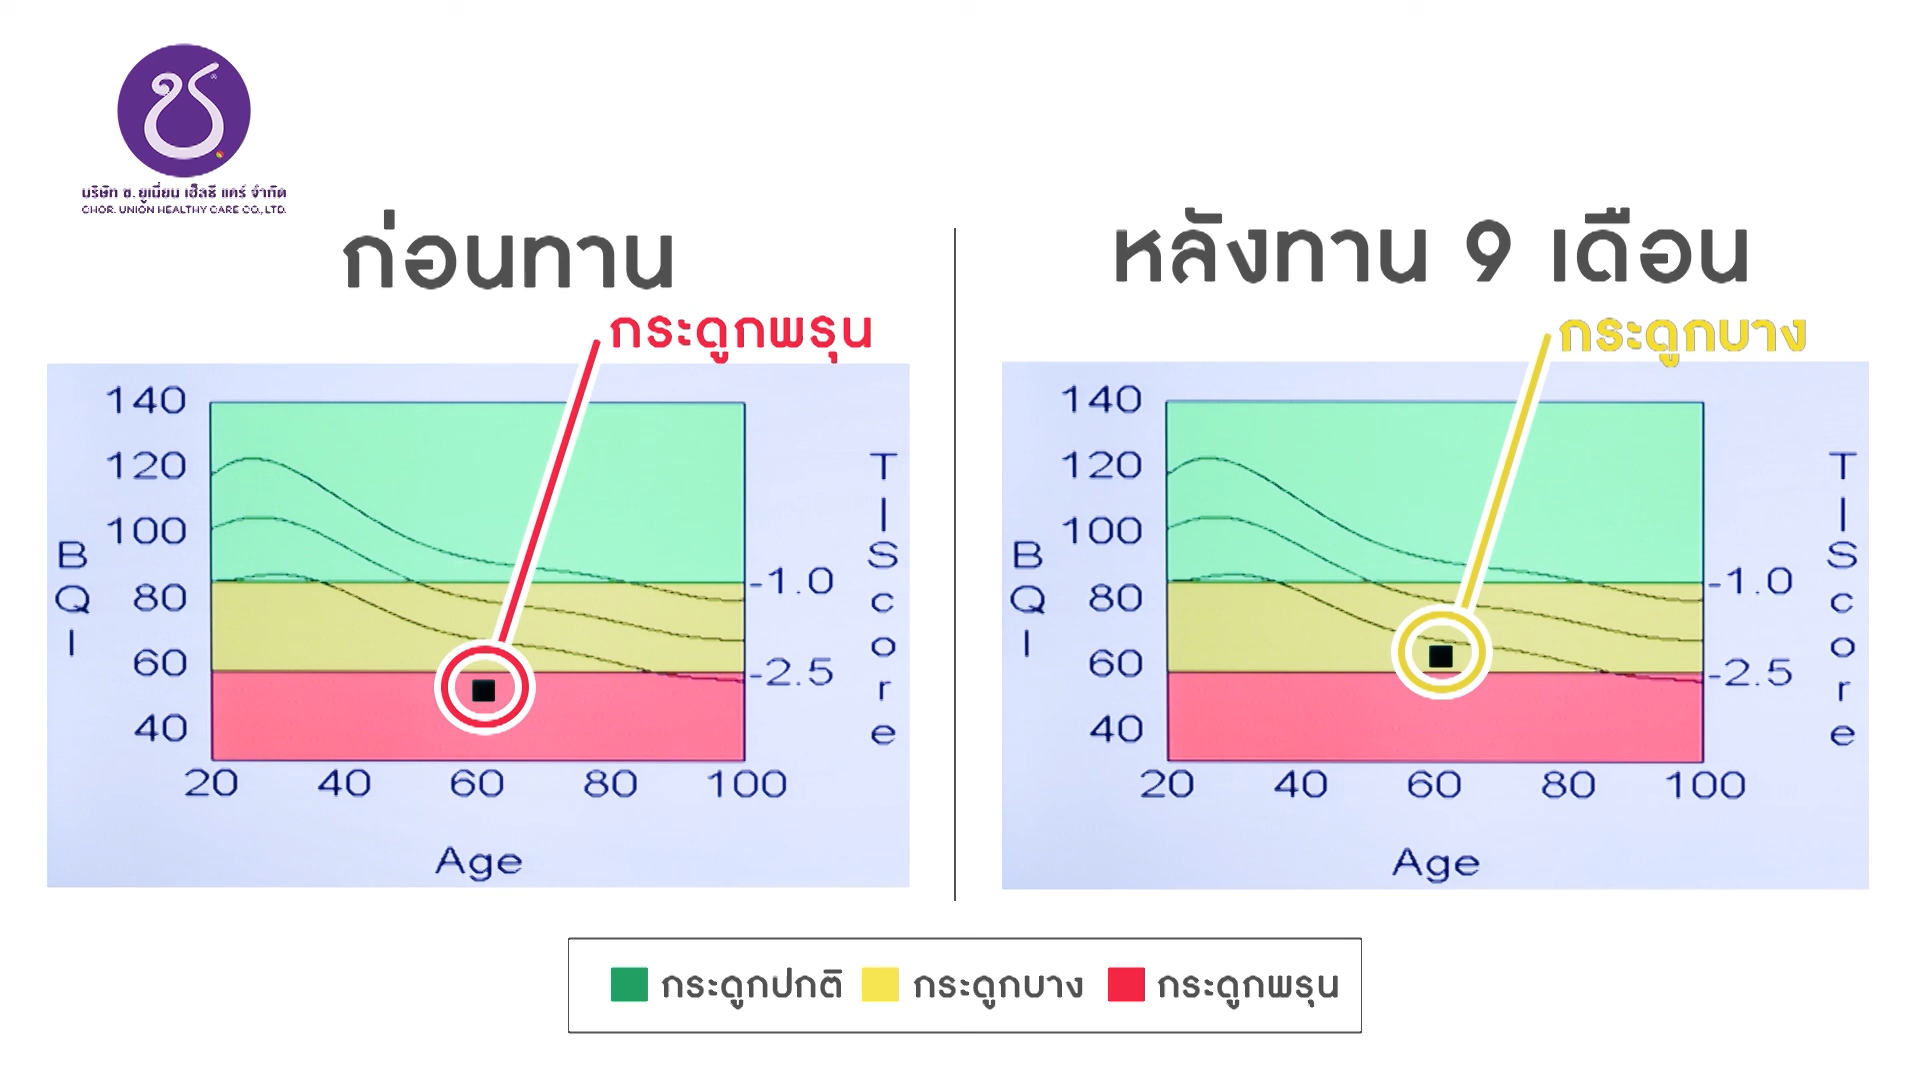 ชร
บริษัท ช. ยูเนี่ยน เฮ็ลธี แคร์ จำกัด
CHOR. UNION HEALTHY CARE CO., LTD.
ก่อนทาน
กระดูกพรุน
140
120
100
80
60
40
BQI
20 40 60 80 100
Age
-1.0
-2.5
T|Score
หลังทาน 9 เดือน
กระดูกบาง
140
120
100
80
60
40
BQI
20 40 60 80 100
Age
-1.0
-2.5
T|Score
กระดูกปกติ กระดูกบาง กระดูกพรุน